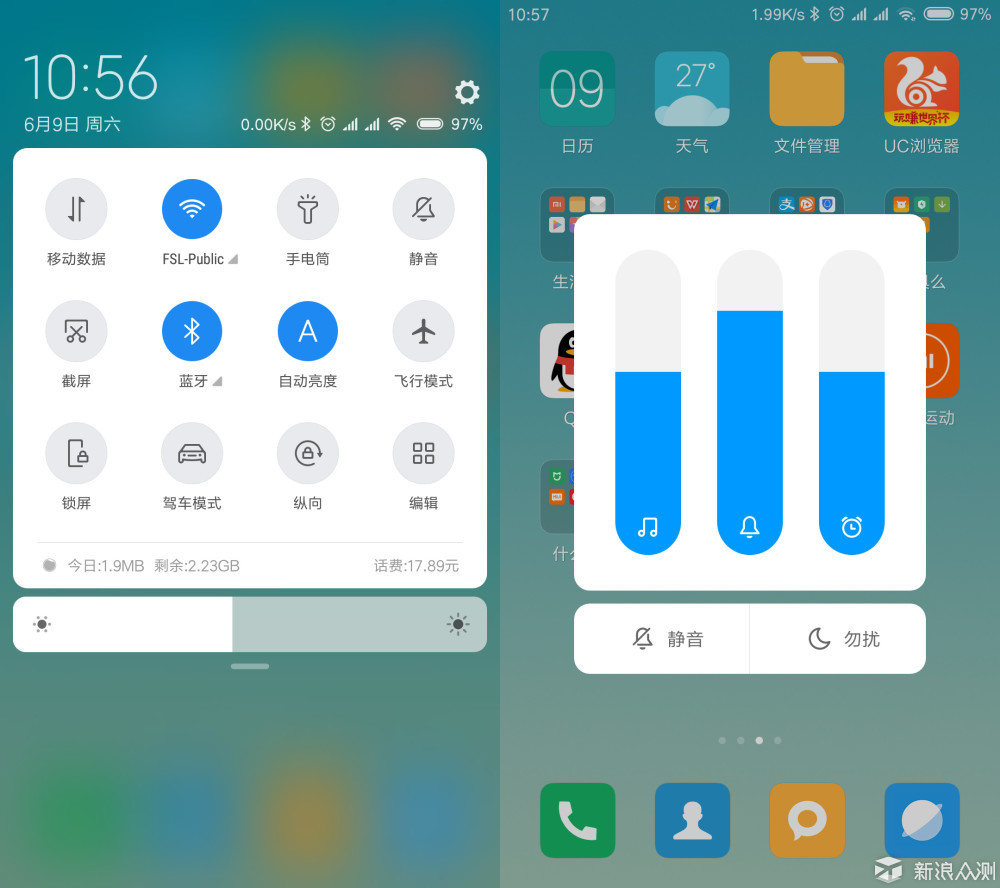 10:56
6月9日 周六
0.00K/s 97%
移动数据 FSL-Public 手电筒 静音
截屏 蓝牙 自动亮度 飞行模式
锁屏 驾车模式 纵向 编辑
今日:1.9MB 剩余:2.23GB 话费:17.89元
10:57 1.99K/s 97%
09 27° 玩赚世界杯
日历 天气 文件管理 UC浏览器
生 么
Q 运动
什
静音 勿扰
新浪众测